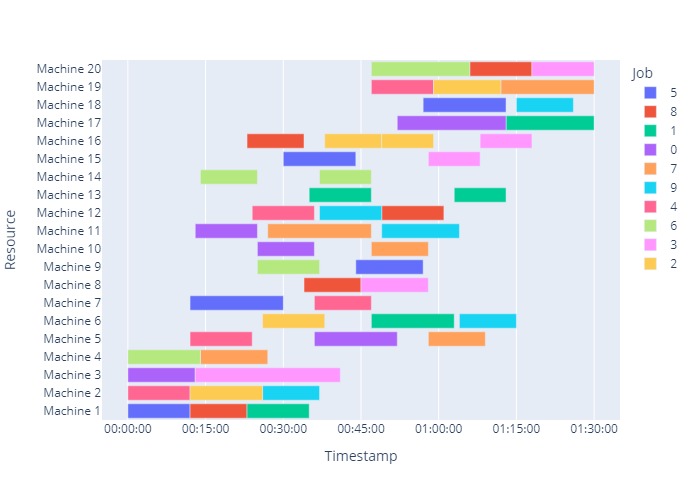 Machine 20
Machine 19
Machine 18
Machine 17
Machine 16
Machine 15
Machine 14
Machine 13
Machine 12
Machine 11
Machine 10
Machine 9
Machine 8
Machine 7
Machine 6
Machine 5
Machine 4
Machine 3
Machine 2
Machine 1
Resource
00:00:00 00:15:00 00:30:00 00:45:00 01:00:00 01:15:00 01:30:00
Timestamp
Job
5
8
1
0
7
9
4
6
3
2